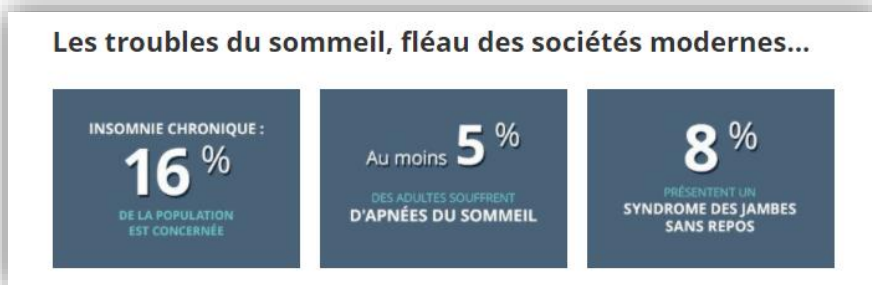 Les troubles du sommeil, fléau des sociétés modernes...
INSOMNIE CHRONIQUE :
16 %
DE LA POPULATION
EST CONCERNÉE
Au moins 5 %
DES ADULTES SOUFFRENT
D'APNÉES DU SOMMEIL
8 %
PRÉSENTENT UN
SYNDROME DES JAMBES
SANS REPOS